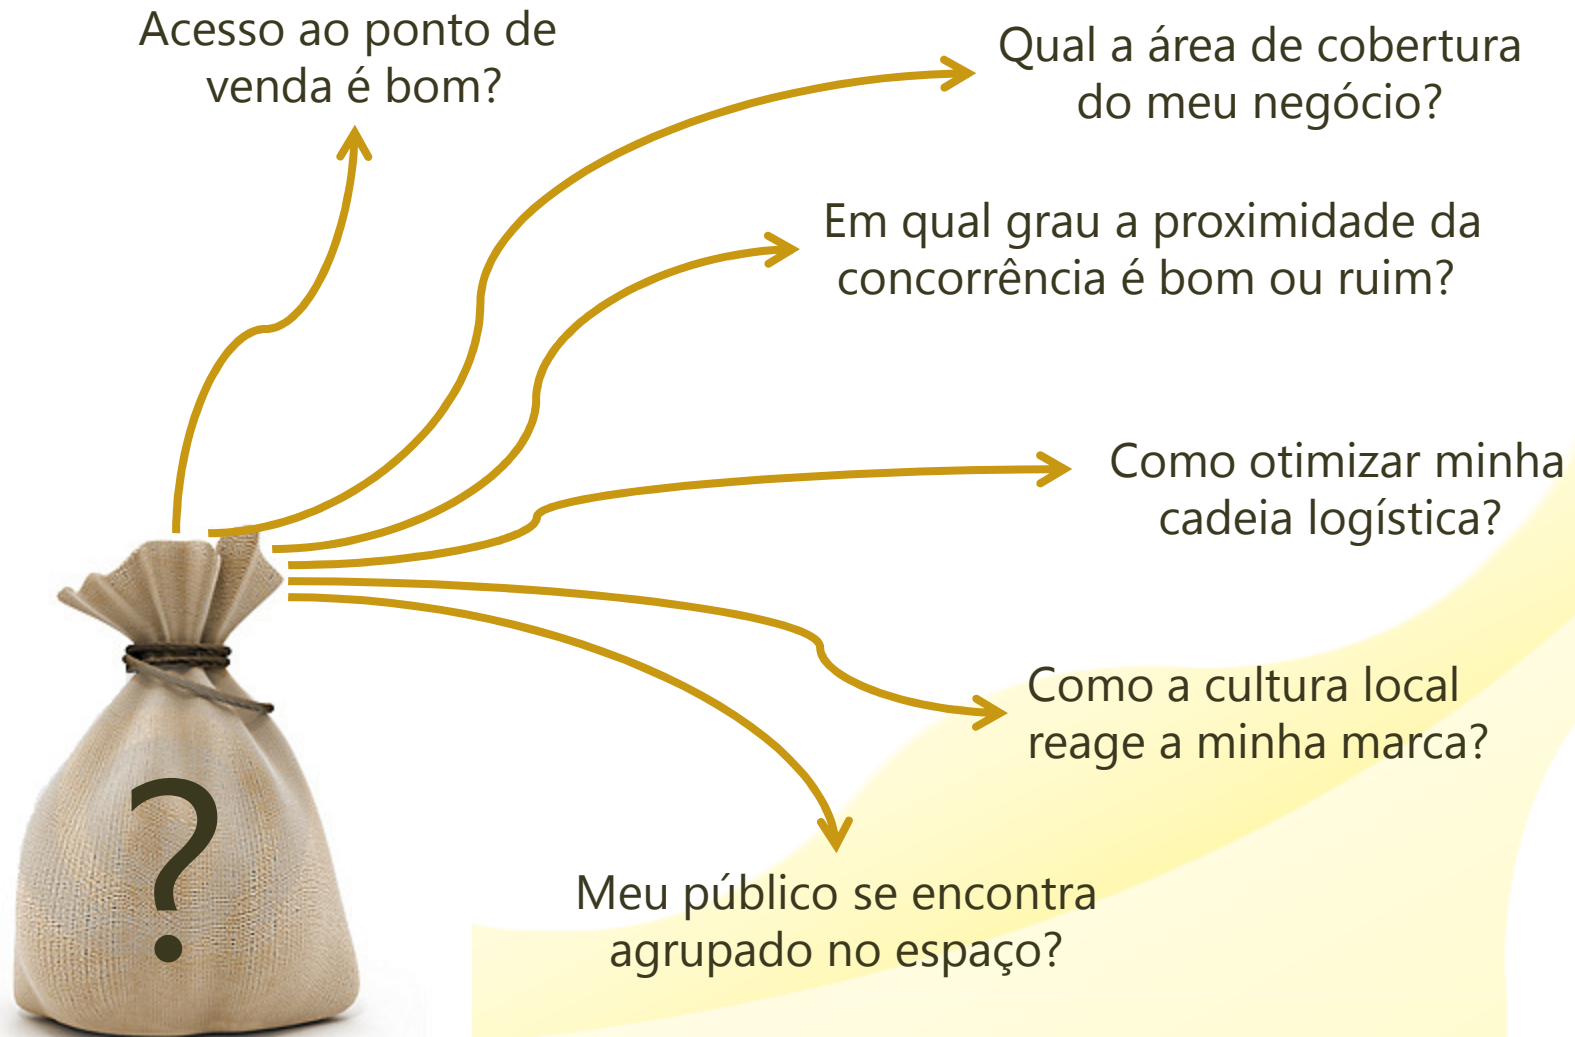 Acesso ao ponto de
venda é bom?
Qual a área de cobertura
do meu negócio?
Em qual grau a proximidade da
concorrência é bom ou ruim?
Como otimizar minha
cadeia logística?
Como a cultura local
reage a minha marca?
Meu público se encontra
agrupado no espaço?
?